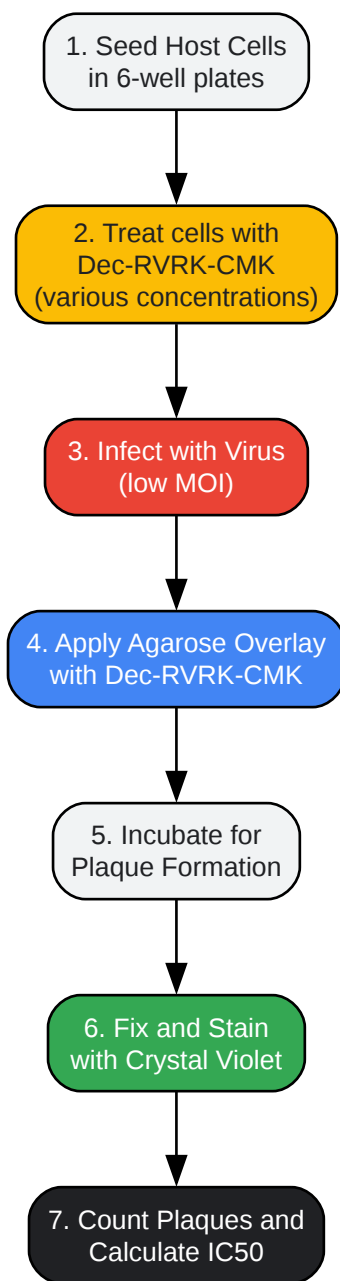 1. Seed Host Cells
in 6-well plates
2. Treat cells with
Dec-RVRK-CMK
(various concentrations)
3. Infect with Virus
(low MOI)
4. Apply Agarose Overlay
with Dec-RVRK-CMK
5. Incubate for
Plaque Formation
6. Fix and Stain
with Crystal Violet
7. Count Plaques and
Calculate IC50